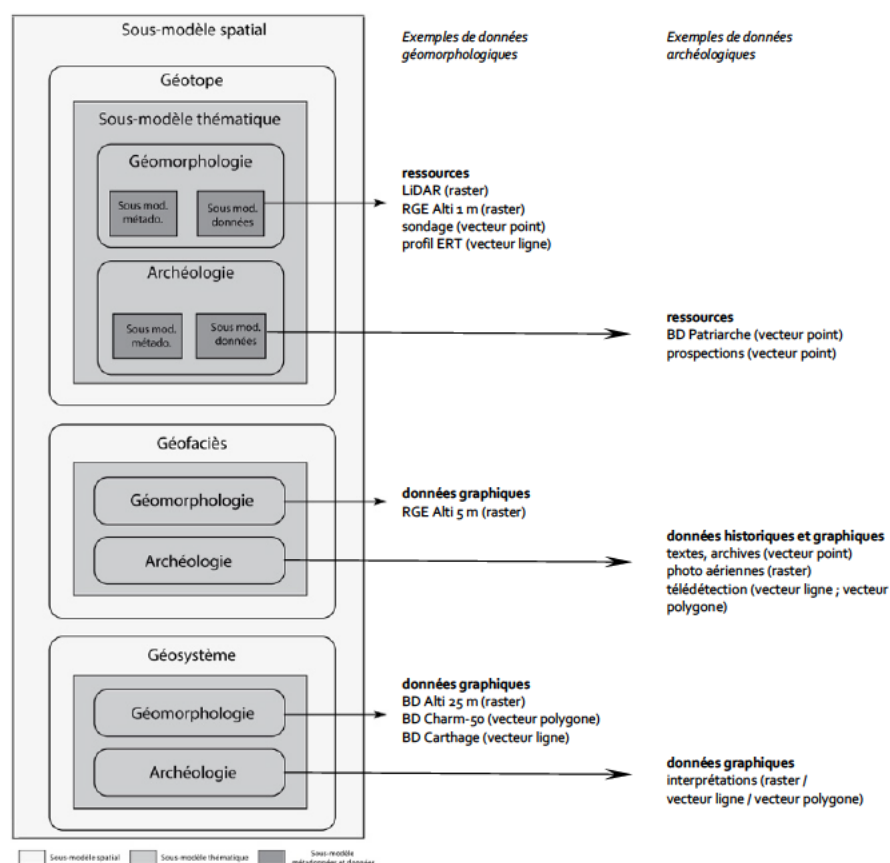 Sous-modèle spatial
Exemples de données
géomorphologiques
Exemples de données
archéologiques
Géotope
Sous-modèle thématique
Géomorphologie
Sous mod.
métado.
Sous mod.
données
ressources
LiDAR (raster)
RGE Alti 1 m (raster)
sondage (vecteur point)
profil ERT (vecteur ligne)
Archéologie
Sous mod.
métado.
Sous mod.
données
ressources
BD Patriarche (vecteur point)
prospections (vecteur point)
Géofaciès
Géomorphologie
données graphiques
RGE Alti 5 m (raster)
Archéologie
données historiques et graphiques
textes, archives (vecteur point)
photo aériennes (raster)
télédétection (vecteur ligne ; vecteur
polygone)
Géosystème
Géomorphologie
données graphiques
BD Alti 25 m (raster)
BD Charm-50 (vecteur polygone)
BD Carthage (vecteur ligne)
Archéologie
données graphiques
interprétations (raster /
vecteur ligne / vecteur polygone)
Sous-modèle spatial
Sous-modèle thématique
Sous-modèle
métadonnées et données